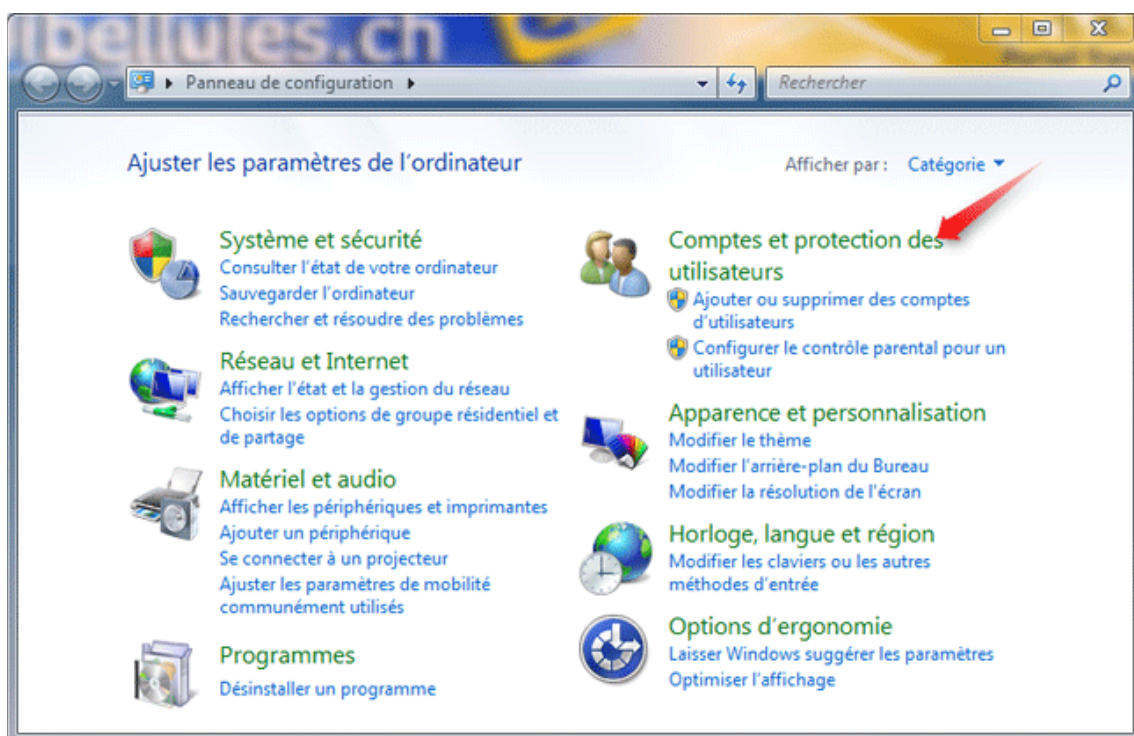 libellules.ch
Panneau de configuration
Rechercher
Ajuster les paramètres de l'ordinateur
Afficher par : Catégorie
Système et sécurité
Consulter l'état de votre ordinateur
Sauvegarder l'ordinateur
Rechercher et résoudre des problèmes
Réseau et Internet
Afficher l'état et la gestion du réseau
Choisir les options de groupe résidentiel et
de partage
Matériel et audio
Afficher les périphériques et imprimantes
Ajouter un périphérique
Se connecter à un projecteur
Ajuster les paramètres de mobilité
communément utilisés
Programmes
Désinstaller un programme
Comptes et protection des
utilisateurs
Ajouter ou supprimer des comptes
d'utilisateurs
Configurer le contrôle parental pour un
utilisateur
Apparence et personnalisation
Modifier le thème
Modifier l'arrière-plan du Bureau
Modifier la résolution de l'écran
Horloge, langue et région
Modifier les claviers ou les autres
méthodes d'entrée
Options d'ergonomie
Laisser Windows suggérer les paramètres
Optimiser l'affichage